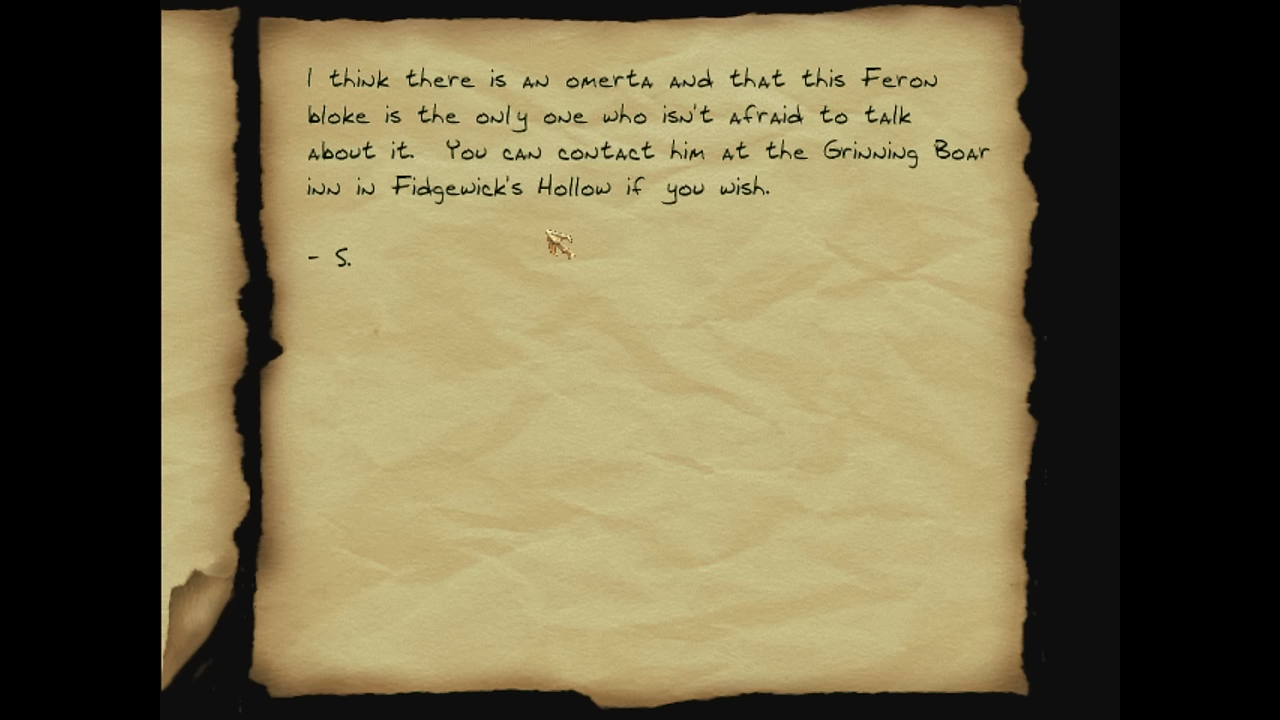 I think there is an omerta and that this Feron
bloke is the only one who isn't afraid to talk
about it. You can contact him at the Grinning Boar
inn in Fidgewick's Hollow if you wish.
- S.